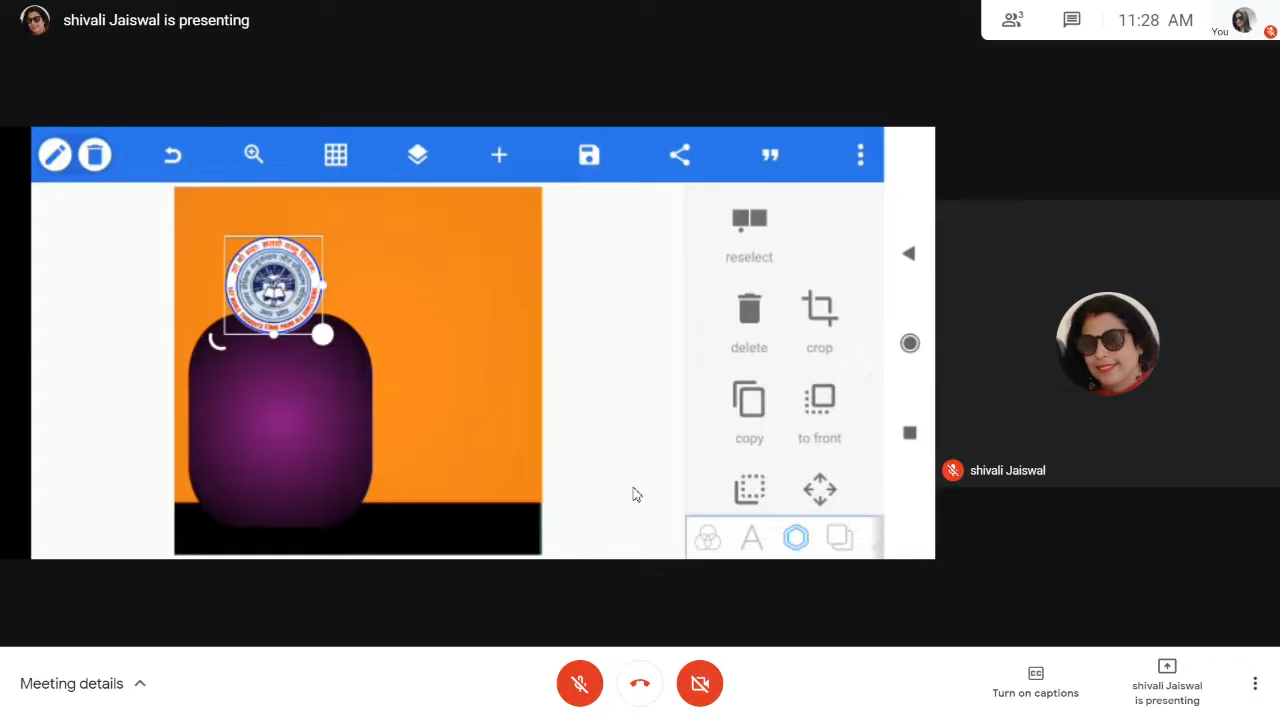 shivali Jaiswal is presenting
3
11:28 AM
You
reselect
delete
crop
copy
to front
shivali Jaiswal
Meeting details
Turn on captions
shivali Jaiswal
is presenting